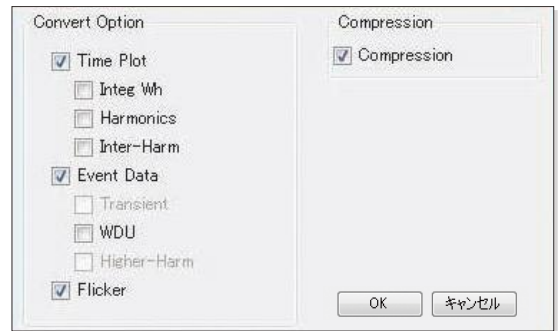 Convert Option
Time Plot
Integ Wh
Harmonics
Inter-Harm
Event Data
Transient
WDU
Higher-Harm
Flicker
Compression
Compression
OK
キャンセル